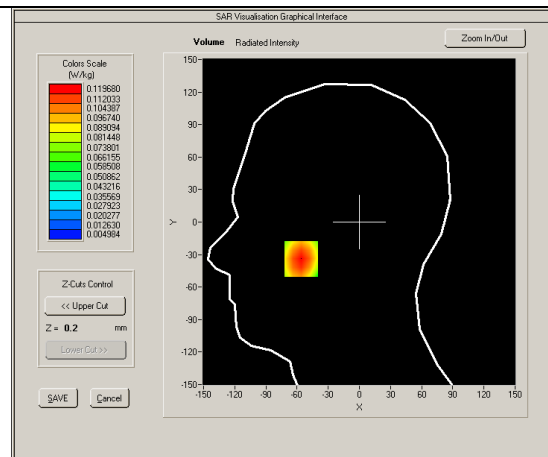 SAR Visualisation Graphical Interface
Volume Radiated Intensity
Zoom In/Out
Colors Scale
(W/kg)
0.119680
0.112033
0.104387
0.096740
0.089094
0.081448
0.073801
0.066155
0.058508
0.050862
0.043216
0.035569
0.027923
0.020277
0.012630
0.004984
Z-Cuts Control
<< Upper Cut
Z = 0.2 mm
Lower Cut >>
SAVE Cancel
150
120
90
60
30
0
-30
-60
-90
-120
-150
Y
-150 -120 -90 -60 -30 0 30 60 90 120 150
X